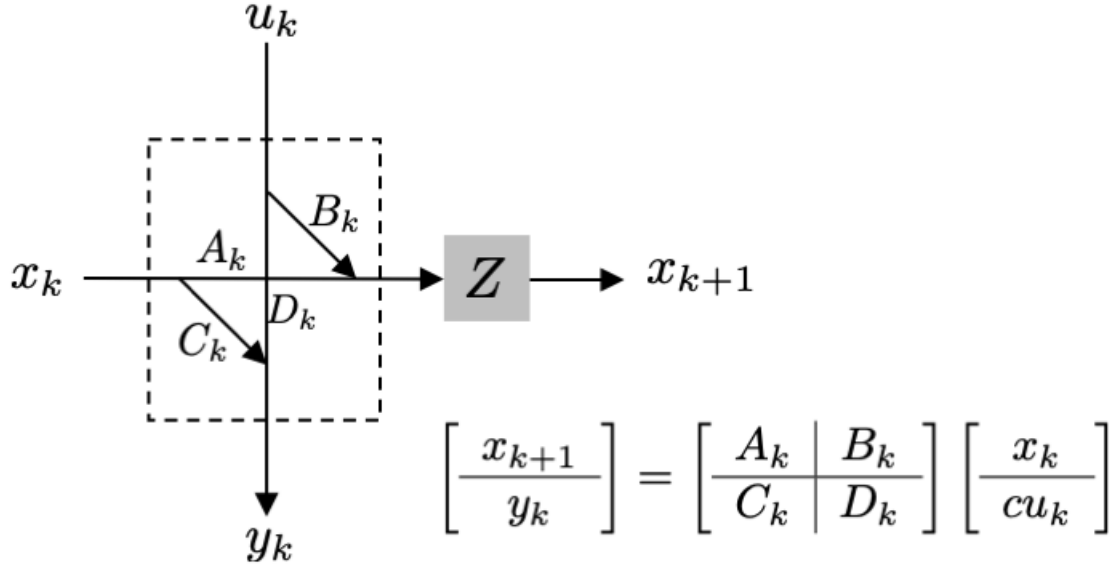 u_k
B_k
A_k
x_k
Z
x_{k+1}
D_k
C_k
[ x_{k+1} / y_k ] = [ A_k | B_k / C_k | D_k ] [ x_k / cu_k ]
y_k